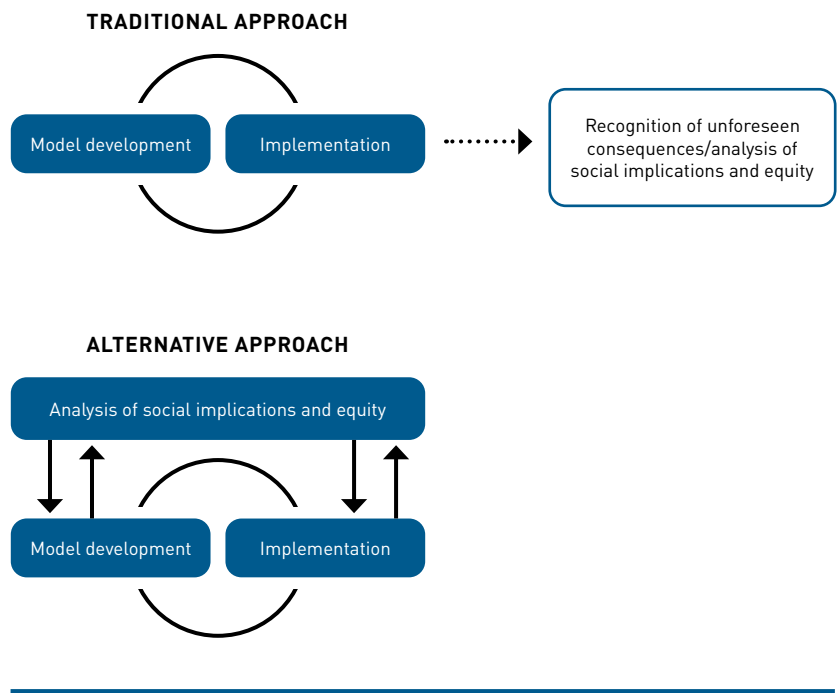 TRADITIONAL APPROACH
Model development
Implementation
Recognition of unforeseen
consequences/analysis of
social implications and equity
ALTERNATIVE APPROACH
Analysis of social implications and equity
Model development
Implementation